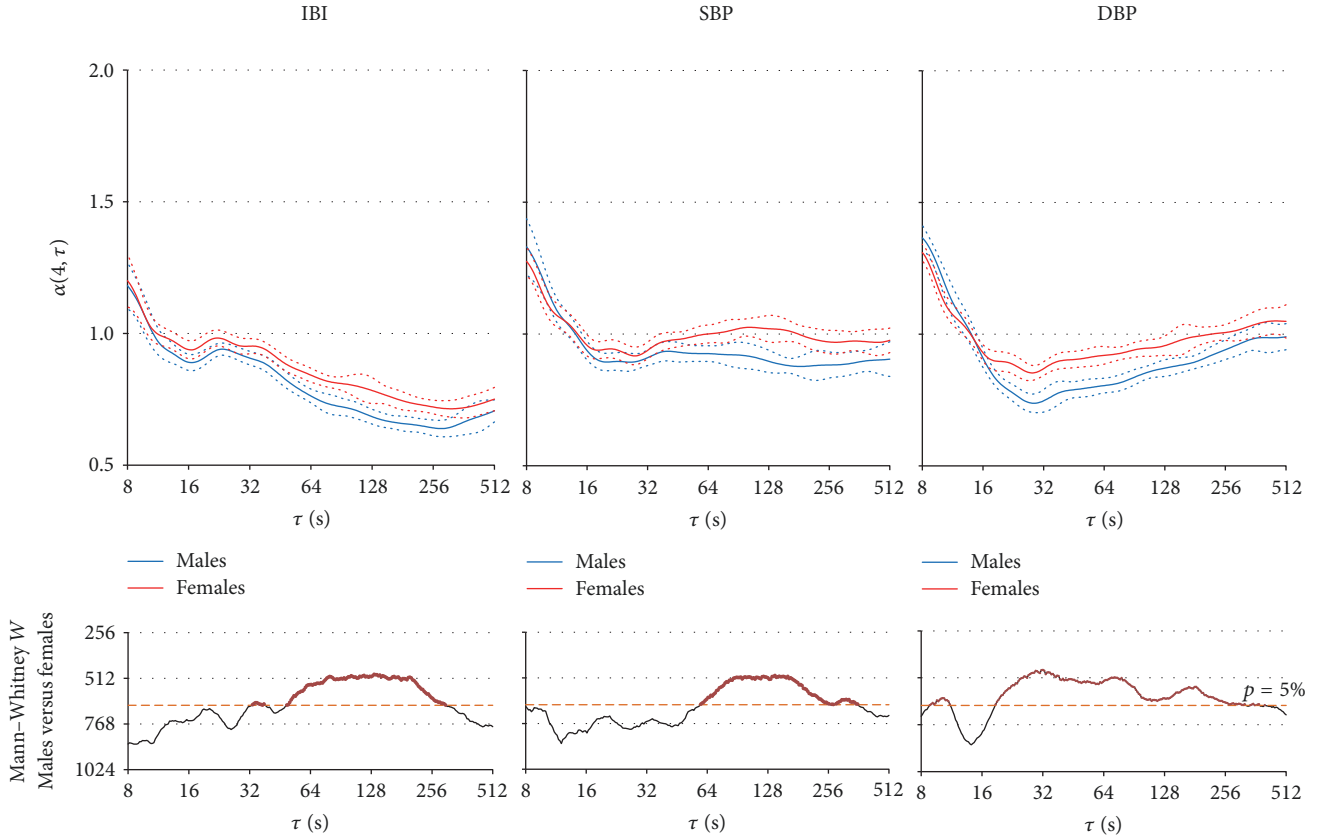 IBI SBP DBP
2.0
1.5
1.0
0.5
α(4, τ)
8 16 32 64 128 256 512 8 16 32 64 128 256 512 8 16 32 64 128 256 512
τ (s) τ (s) τ (s)
Males Males Males
Females Females Females
Mann–Whitney W
Males versus females
256
512
768
1024
p = 5%
8 16 32 64 128 256 512 8 16 32 64 128 256 512 8 16 32 64 128 256 512
τ (s) τ (s) τ (s)